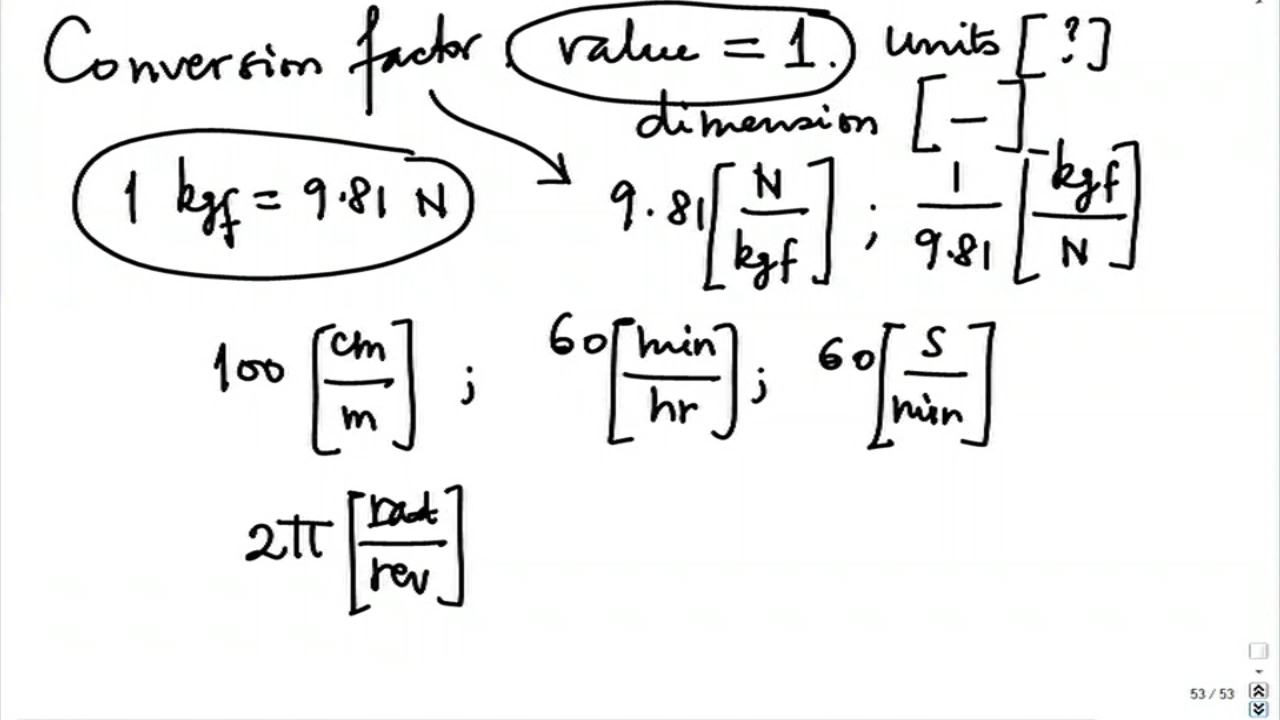 Conversion factor value = 1. units [?]
dimension [-]
1 kgf = 9.81 N 9.81 [N/kgf] ; 1/9.81 [kgf/N]
100 [cm/m] ; 60 [min/hr] ; 60 [s/min]
2π [rad/rev]
53 / 53